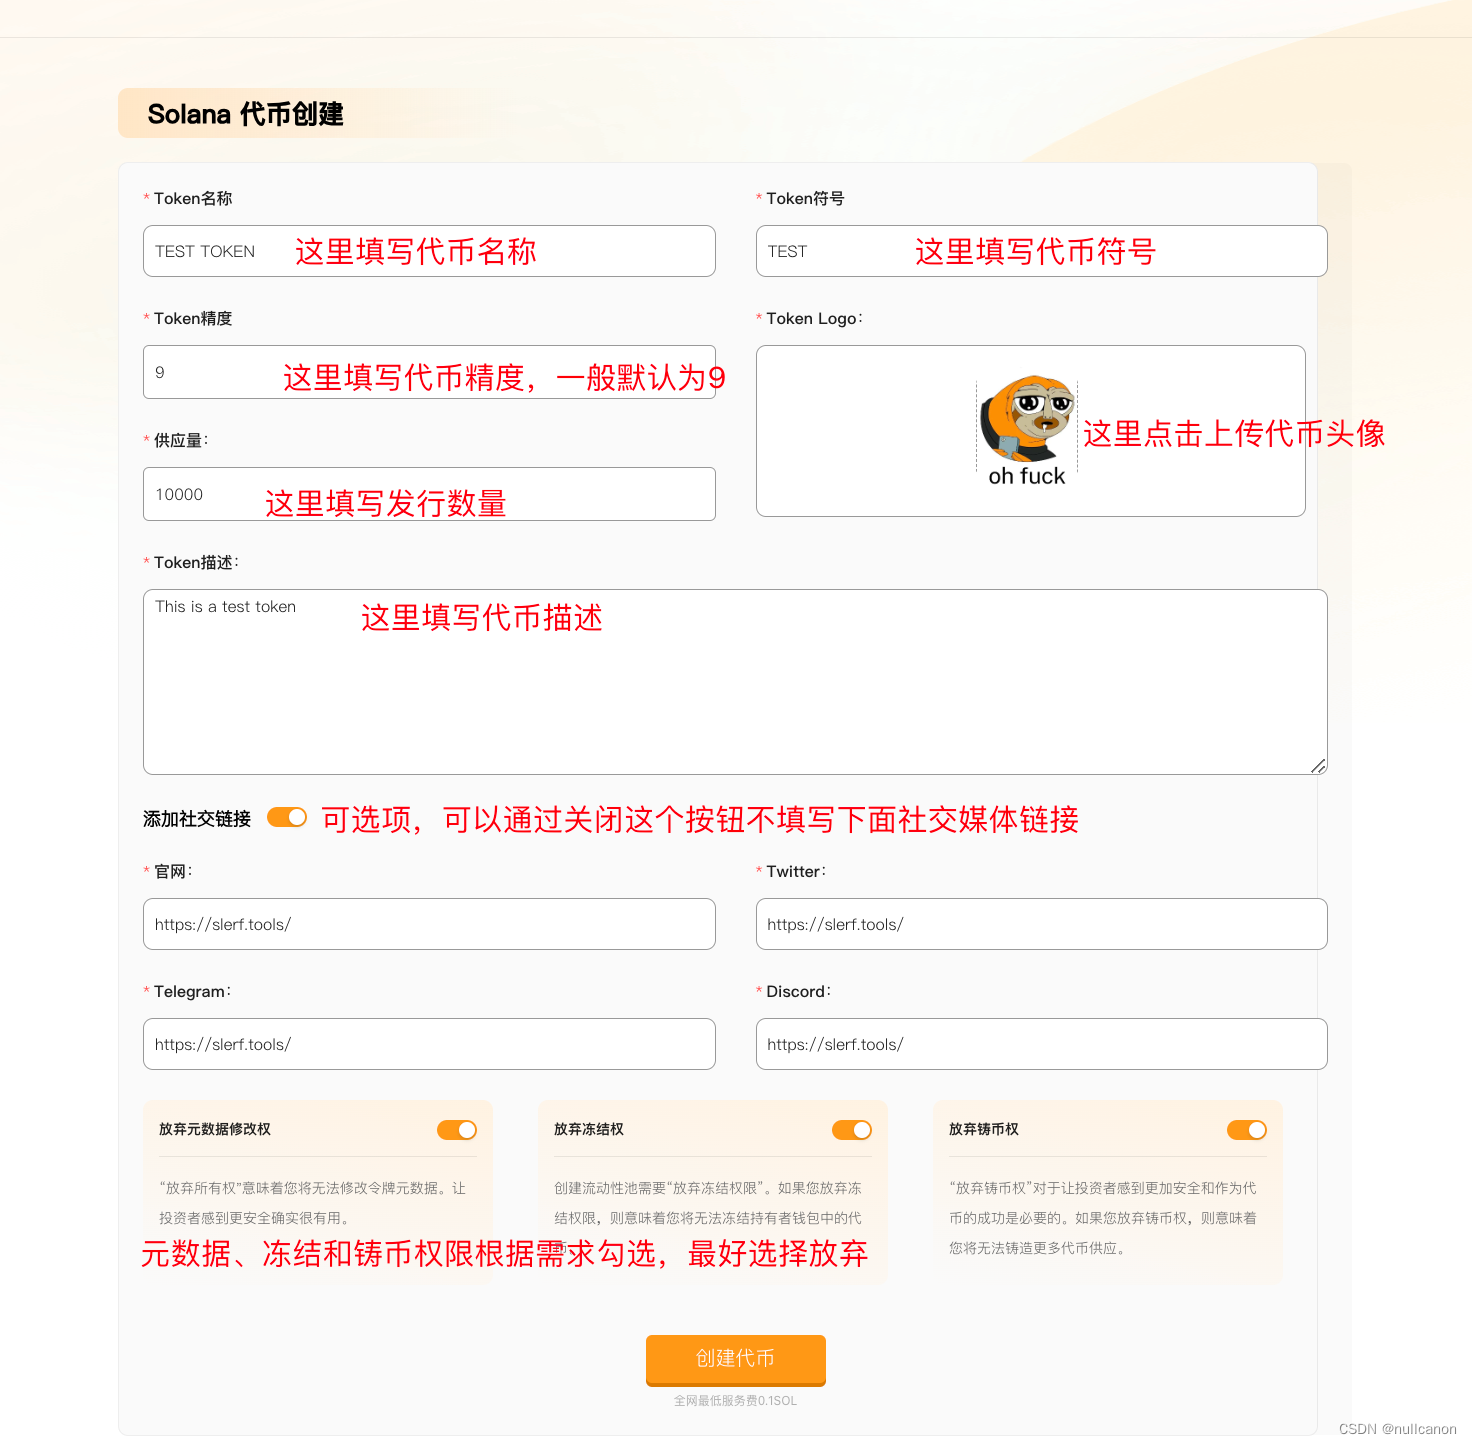 Solana 代币创建
* Token名称
* Token符号
TEST TOKEN 这里填写代币名称
TEST 这里填写代币符号
* Token精度
* Token Logo：
9 这里填写代币精度，一般默认为9
oh fuck
这里点击上传代币头像
* 供应量：
10000 这里填写发行数量
* Token描述：
This is a test token 这里填写代币描述
添加社交链接 可选项，可以通过关闭这个按钮不填写下面社交媒体链接
* 官网：
* Twitter：
https://slerf.tools/
https://slerf.tools/
* Telegram：
* Discord：
https://slerf.tools/
https://slerf.tools/
放弃元数据修改权
“放弃所有权”意味着您将无法修改令牌元数据。让
投资者感到更安全确实很有用。
放弃冻结权
创建流动性池需要“放弃冻结权限”。如果您放弃冻
结权限，则意味着您将无法冻结持有者钱包中的代
放弃铸币权
“放弃铸币权”对于让投资者感到更加安全和作为代
币的成功是必要的。如果您放弃铸币权，则意味着
您将无法铸造更多代币供应。
元数据、冻结和铸币权限根据需求勾选，最好选择放弃
创建代币
全网最低服务费0.1SOL
CSDN @nullcanon